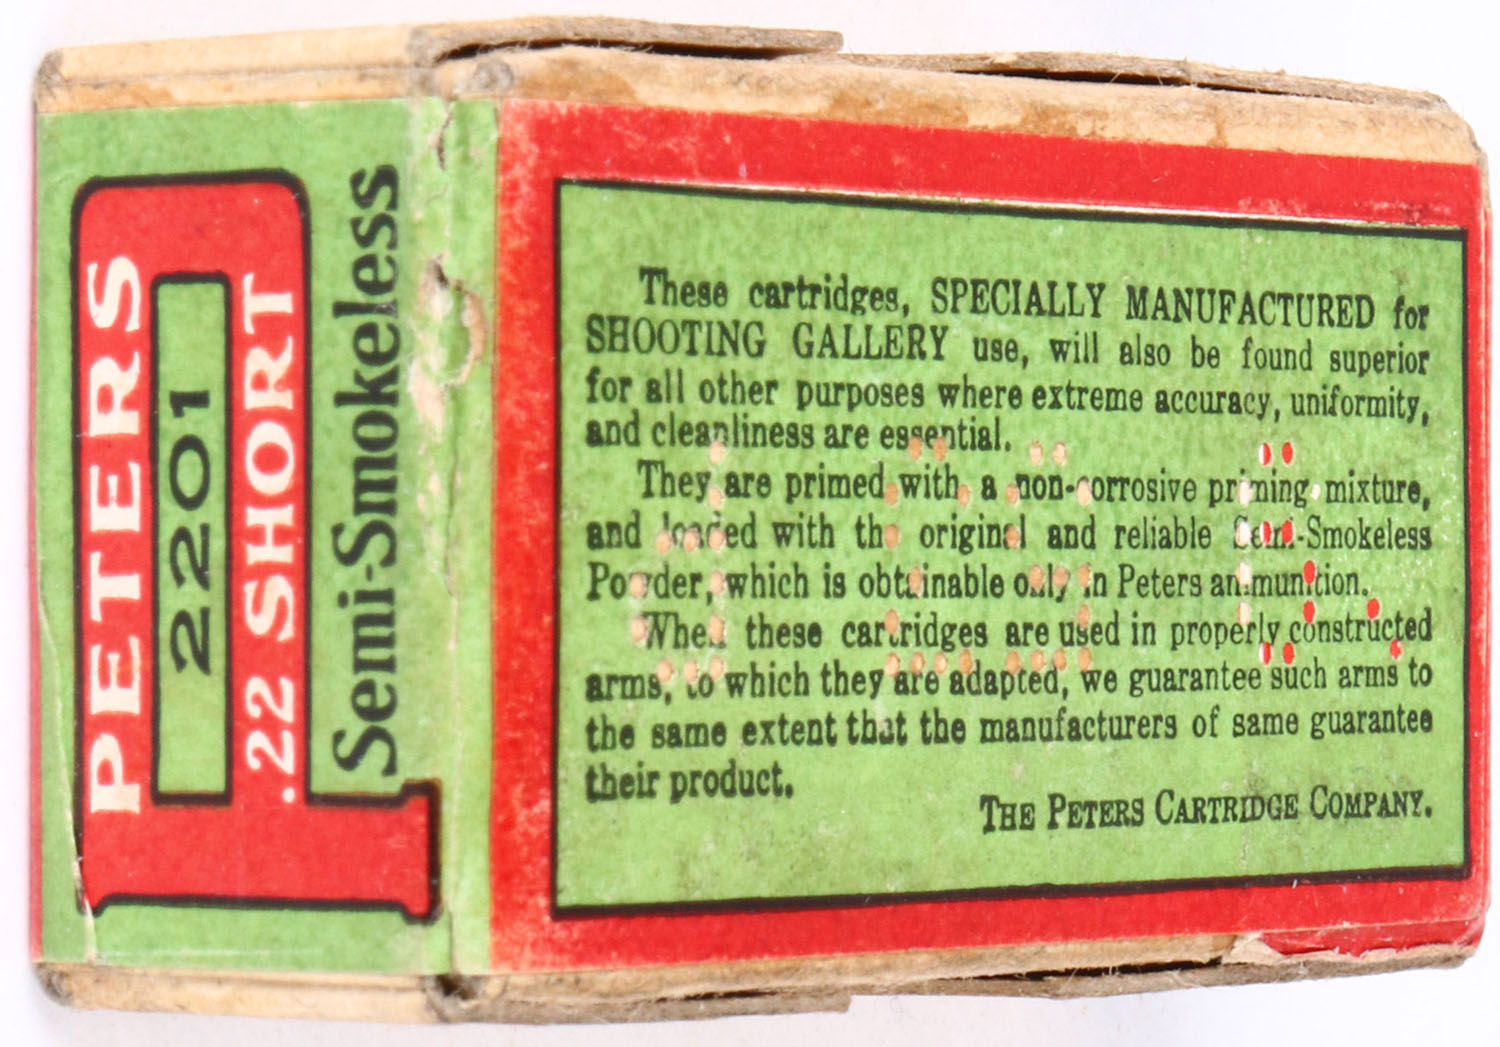 PETERS
2201
.22 SHORT
Semi-Smokeless
These cartridges, SPECIALLY MANUFACTURED for
SHOOTING GALLERY use, will also be found superior
for all other purposes where extreme accuracy, uniformity,
and cleanliness are essential.
They are primed with a non-corrosive priming mixture,
and loaded with the original and reliable Semi-Smokeless
Powder, which is obtainable only in Peters ammunition.
When these cartridges are used in properly constructed
arms, to which they are adapted, we guarantee such arms to
the same extent that the manufacturers of same guarantee
their product.
THE PETERS CARTRIDGE COMPANY.